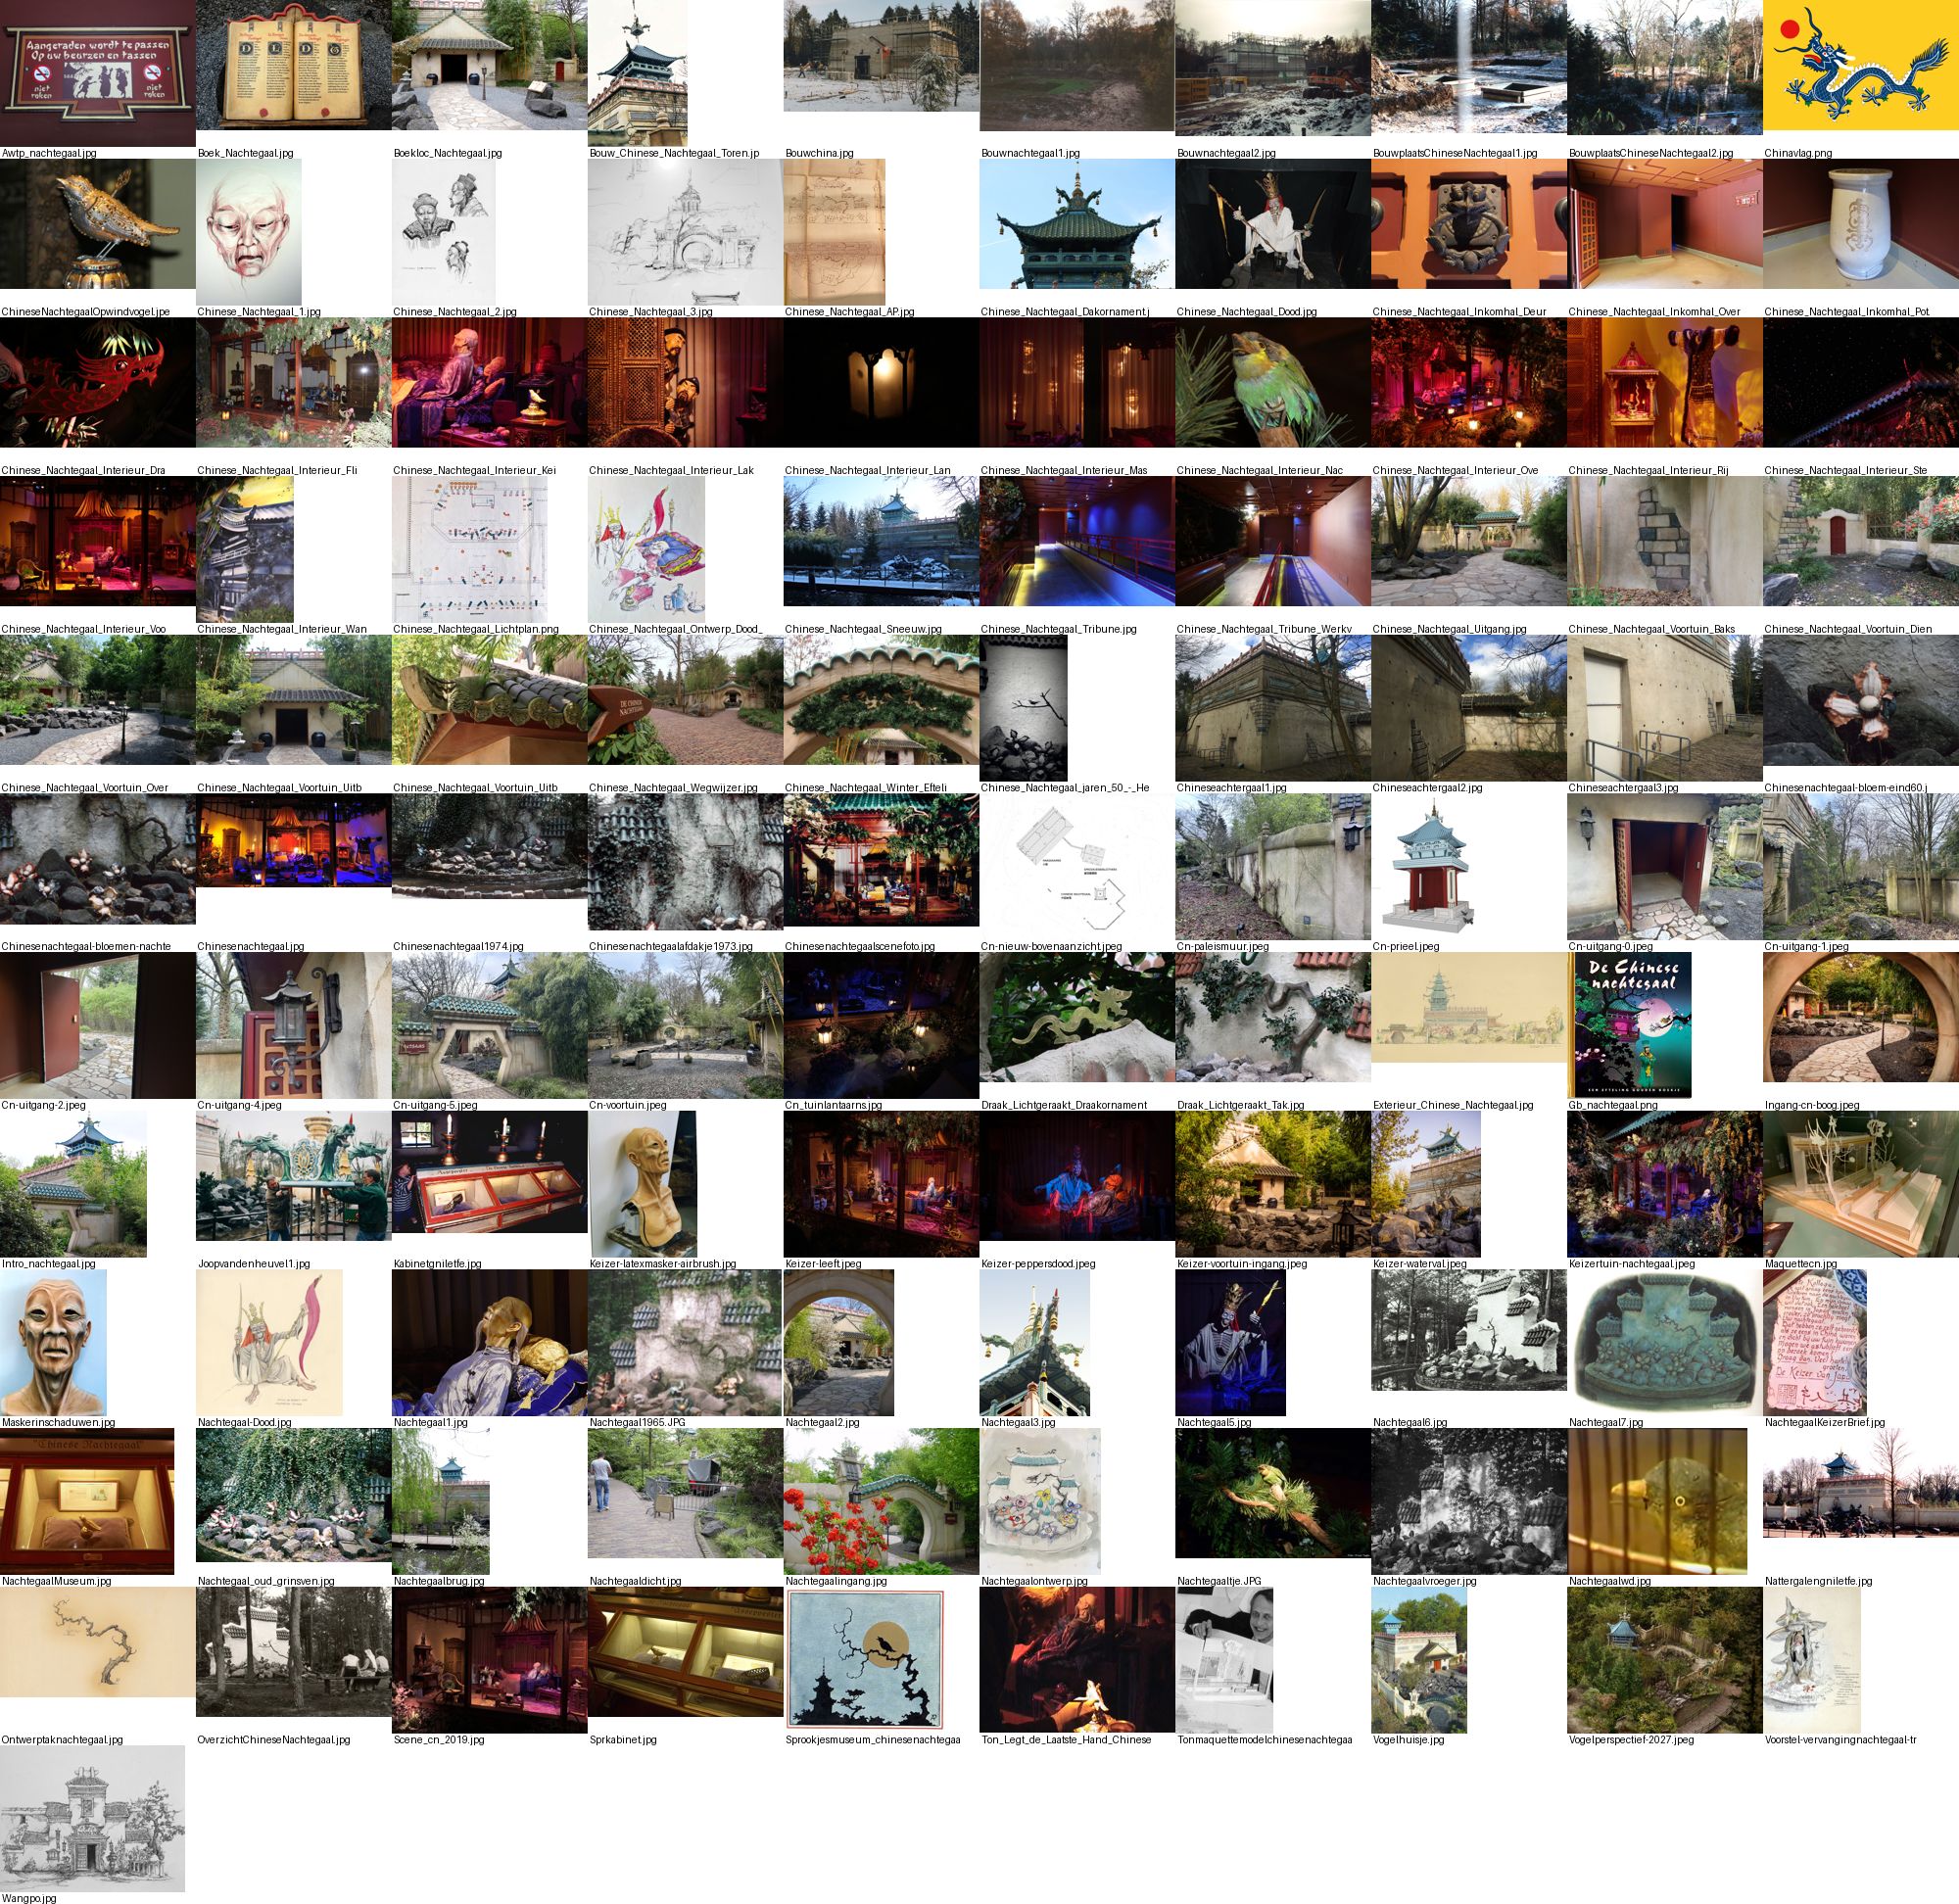 Aangeraden wordt te passen
Op uw beurzen en tassen
niet roken
niet roken
Awtp_nachtegaal.jpg
Boek_Nachtegaal.jpg
Boekloc_Nachtegaal.jpg
Bouw_Chinese_Nachtegaal_Toren.jp
Bouwchina.jpg
Bouwnachtegaal1.jpg
Bouwnachtegaal2.jpg
BouwplaatsChineseNachtegaal1.jpg
BouwplaatsChineseNachtegaal2.jpg
Chinavlag.png
ChineseNachtegaalOpwindvogel.jpe
Chinese_Nachtegaal_1.jpg
Chinese_Nachtegaal_2.jpg
Chinese_Nachtegaal_3.jpg
Chinese_Nachtegaal_AP.jpg
Chinese_Nachtegaal_Dakornament.j
Chinese_Nachtegaal_Dood.jpg
Chinese_Nachtegaal_Inkomhal_Deur
Chinese_Nachtegaal_Inkomhal_Over
Chinese_Nachtegaal_Inkomhal_Pot.
Chinese_Nachtegaal_Interieur_Dra
Chinese_Nachtegaal_Interieur_Fli
Chinese_Nachtegaal_Interieur_Kei
Chinese_Nachtegaal_Interieur_Lak
Chinese_Nachtegaal_Interieur_Lan
Chinese_Nachtegaal_Interieur_Mas
Chinese_Nachtegaal_Interieur_Nac
Chinese_Nachtegaal_Interieur_Ove
Chinese_Nachtegaal_Interieur_Rij
Chinese_Nachtegaal_Interieur_Ste
Chinese_Nachtegaal_Interieur_Voo
Chinese_Nachtegaal_Interieur_Wan
Chinese_Nachtegaal_Lichtplan.png
Chinese_Nachtegaal_Ontwerp_Dood_
Chinese_Nachtegaal_Sneeuw.jpg
Chinese_Nachtegaal_Tribune.jpg
Chinese_Nachtegaal_Tribune_Werkv
Chinese_Nachtegaal_Uitgang.jpg
Chinese_Nachtegaal_Voortuin_Baks
Chinese_Nachtegaal_Voortuin_Dien
DE CHINESE
NACHTEGAAL
Chinese_Nachtegaal_Voortuin_Over
Chinese_Nachtegaal_Voortuin_Uitb
Chinese_Nachtegaal_Voortuin_Uitb
Chinese_Nachtegaal_Wegwijzer.jpg
Chinese_Nachtegaal_Winter_Efteli
Chinese_Nachtegaal_jaren_50_-_He
Chineseachtergaal1.jpg
Chineseachtergaal2.jpg
Chineseachtergaal3.jpg
Chinesenachtegaal-bloem-eind60.j
Chinesenachtegaal-bloemen-nachte
Chinesenachtegaal.jpg
Chinesenachtegaal1974.jpg
Chinesenachtegaalafdakje1973.jpg
Chinesenachtegaalscenefoto.jpg
Cn-nieuw-bovenaanzicht.jpeg
Cn-paleismuur.jpeg
Cn-prieel.jpeg
Cn-uitgang-0.jpeg
Cn-uitgang-1.jpeg
De Chinese
nachtegaal
EEN EFTELING GOUDEN BOEKJE
Cn-uitgang-2.jpeg
Cn-uitgang-4.jpeg
Cn-uitgang-5.jpeg
Cn-voortuin.jpeg
Cn_tuinlantaarns.jpg
Draak_Lichtgeraakt_Draakornament
Draak_Lichtgeraakt_Tak.jpg
Exterieur_Chinese_Nachtegaal.jpg
Gb_nachtegaal.png
Ingang-cn-boog.jpeg
Intro_nachtegaal.jpg
Joopvandenheuvel1.jpg
Kabinetgniletfe.jpg
Keizer-latexmasker-airbrush.jpg
Keizer-leeft.jpeg
Keizer-peppersdood.jpeg
Keizer-voortuin-ingang.jpeg
Keizer-waterval.jpeg
Keizertuin-nachtegaal.jpeg
Maquettecn.jpg
Maskerinschaduwen.jpg
Nachtegaal-Dood.jpg
Nachtegaal1.jpg
Nachtegaal1965.JPG
Nachtegaal2.jpg
Nachtegaal3.jpg
Nachtegaal5.jpg
Nachtegaal6.jpg
Nachtegaal7.jpg
NachtegaalKeizerBrief.jpg
"Chinese Nachtegaal"
NachtegaalMuseum.jpg
Nachtegaal_oud_grinsven.jpg
Nachtegaalbrug.jpg
Nachtegaaldicht.jpg
Nachtegaalingang.jpg
Nachtegaalontwerp.jpg
Nachtegaaltje.JPG
Nachtegaalvroeger.jpg
Nachtegaalwd.jpg
Nattergalengniletfe.jpg
Ontwerptaknachtegaal.jpg
OverzichtChineseNachtegaal.jpg
Scene_cn_2019.jpg
Sprkabinet.jpg
Sprookjesmuseum_chinesenachtegaa
Ton_Legt_de_Laatste_Hand_Chinese
Tonmaquettemodelchinesenachtegaa
Vogelhuisje.jpg
Vogelperspectief-2027.jpeg
Voorstel-vervangingnachtegaal-tr
Wangpo.jpg